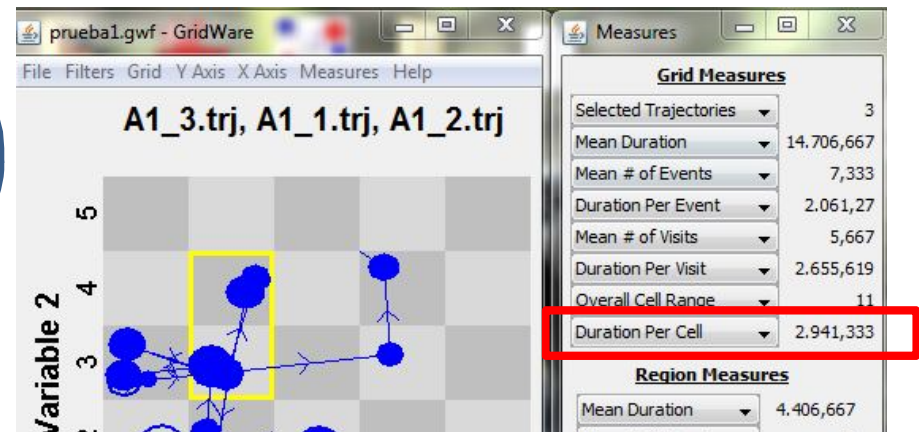 prueba1.gwf - GridWare
File Filters Grid Y Axis X Axis Measures Help
A1_3.trj, A1_1.trj, A1_2.trj
5
4
3
Variable 2
Measures
Grid Measures
Selected Trajectories 3
Mean Duration 14.706,667
Mean # of Events 7,333
Duration Per Event 2.061,27
Mean # of Visits 5,667
Duration Per Visit 2.655,619
Overall Cell Range 11
Duration Per Cell 2.941,333
Region Measures
Mean Duration 4.406,667